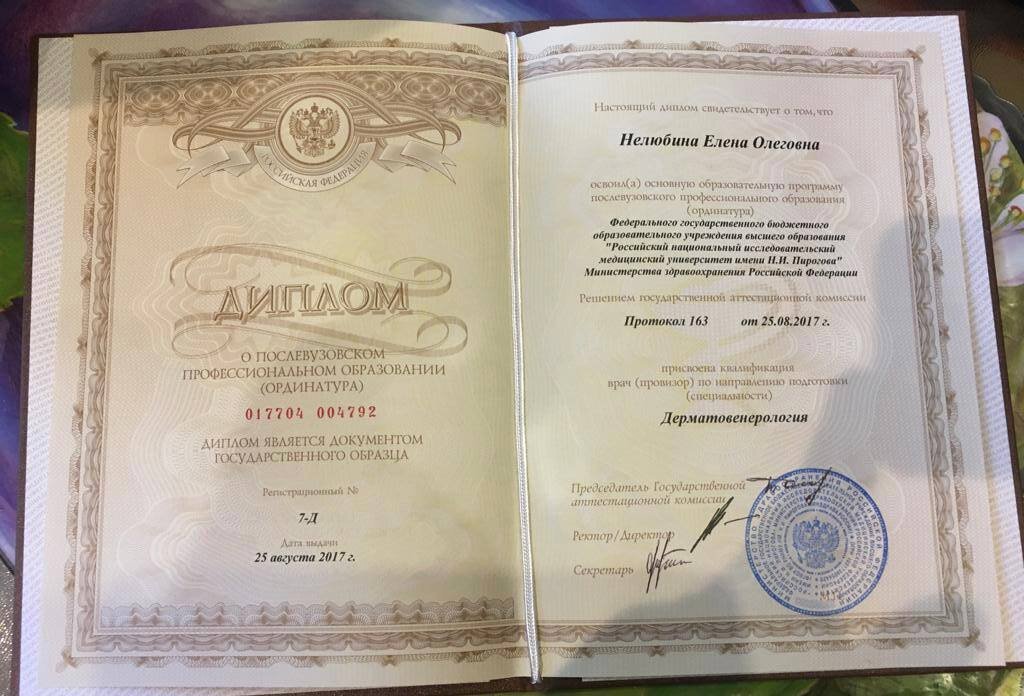 РОССИЙСКАЯ ФЕДЕРАЦИЯ
ДИПЛОМ
О ПОСЛЕВУЗОВСКОМ
ПРОФЕССИОНАЛЬНОМ ОБРАЗОВАНИИ
(ОРДИНАТУРА)
017704 004792
ДИПЛОМ ЯВЛЯЕТСЯ ДОКУМЕНТОМ
ГОСУДАРСТВЕННОГО ОБРАЗЦА
Регистрационный №
7-Д
Дата выдачи
25 августа 2017 г.
Настоящий диплом свидетельствует о том, что
Нелюбина Елена Олеговна
освоил(а) основную образовательную программу
послевузовского профессионального образования
(ординатура)
Федерального государственного бюджетного
образовательного учреждения высшего образования
"Российский национальный исследовательский
медицинский университет имени Н.И. Пирогова"
Министерства здравоохранения Российской Федерации
Решением государственной аттестационной комиссии
Протокол 163 от 25.08.2017 г.
присвоена квалификация
врач (провизор) по направлению подготовки
(специальности)
Дерматовенерология
Председатель Государственной
аттестационной комиссии
Ректор/Директор
Секретарь